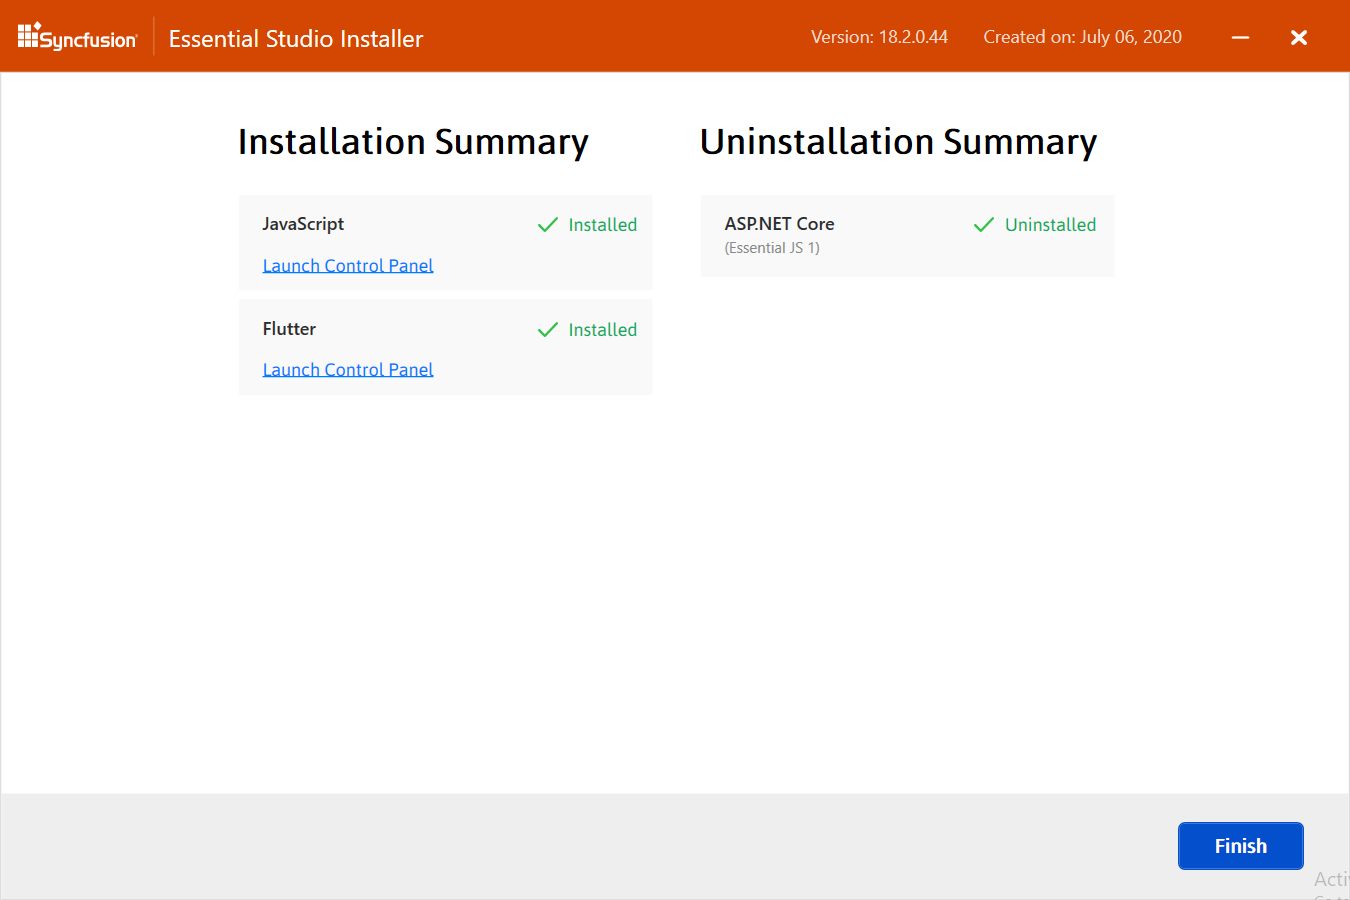 Syncfusion
Essential Studio Installer
Version: 18.2.0.44
Created on: July 06, 2020
Installation Summary
JavaScript
Installed
Launch Control Panel
Flutter
Installed
Launch Control Panel
Uninstallation Summary
ASP.NET Core
Uninstalled
(Essential JS 1)
Finish